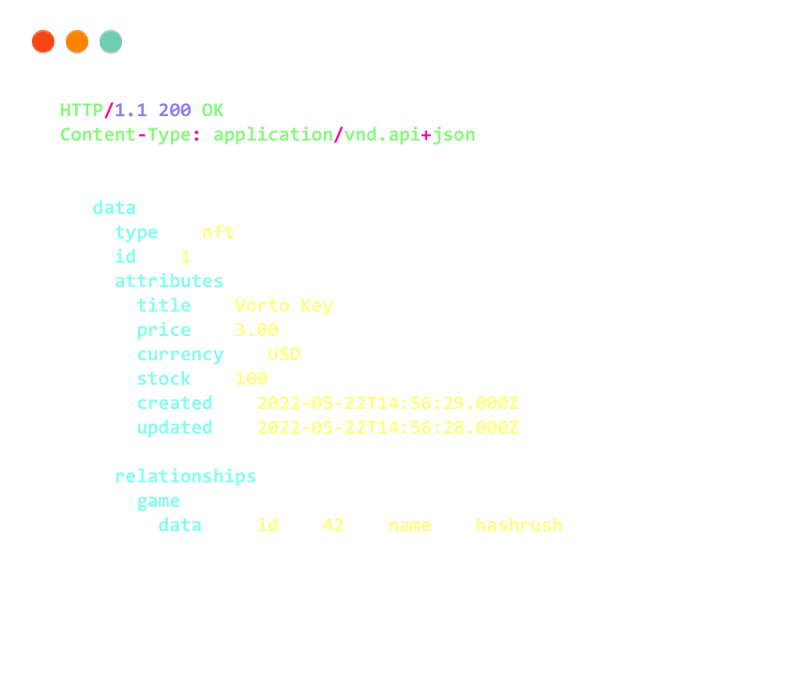 HTTP/1.1 200 OK
Content-Type: application/vnd.api+json
data
type nft
id 1
attributes
title Vorto Key
price 3.00
currency USD
stock 100
created 2022-05-22T14:56:29.000Z
updated 2022-05-22T14:56:28.000Z
relationships
game
data id 42 name hashrush